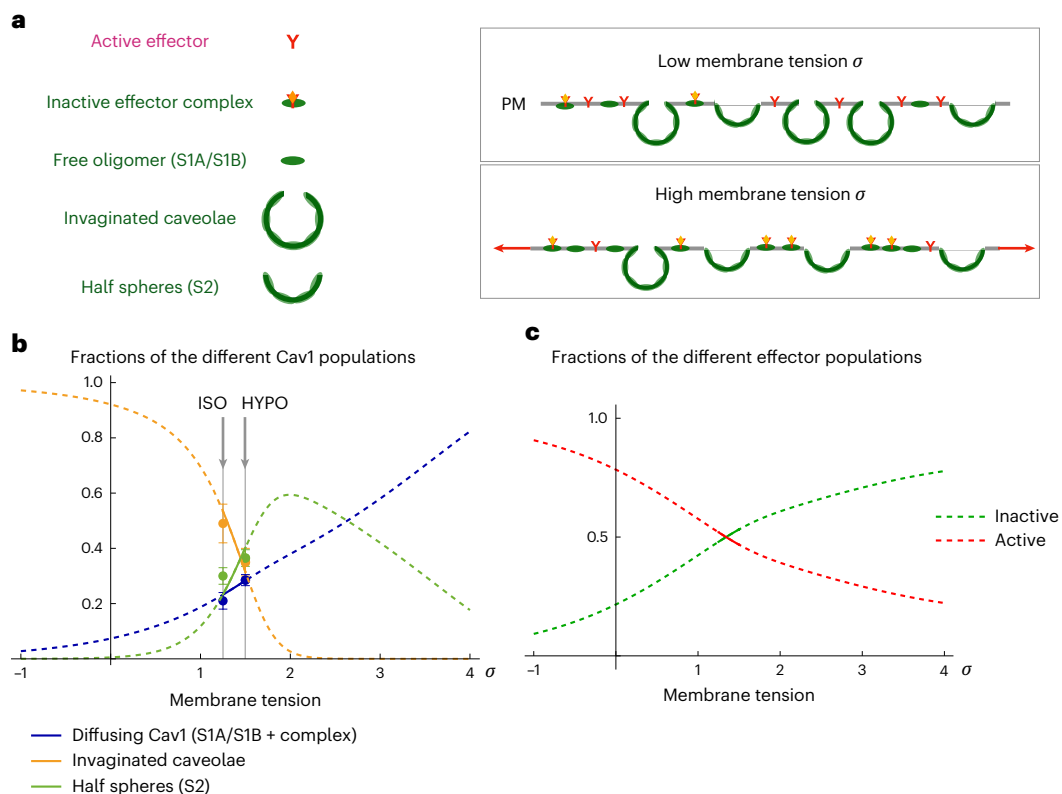 a
Active effector
Inactive effector complex
Free oligomer (S1A/S1B)
Invaginated caveolae
Half spheres (S2)
Low membrane tension σ
PM
High membrane tension σ
b
Fractions of the different Cav1 populations
1.0
0.8
0.6
0.4
0.2
ISO HYPO
–1 1 2 3 4 σ
Membrane tension
Diffusing Cav1 (S1A/S1B + complex)
Invaginated caveolae
Half spheres (S2)
c
Fractions of the different effector populations
1.0
0.5
Inactive
Active
–1 1 2 3 4 σ
Membrane tension